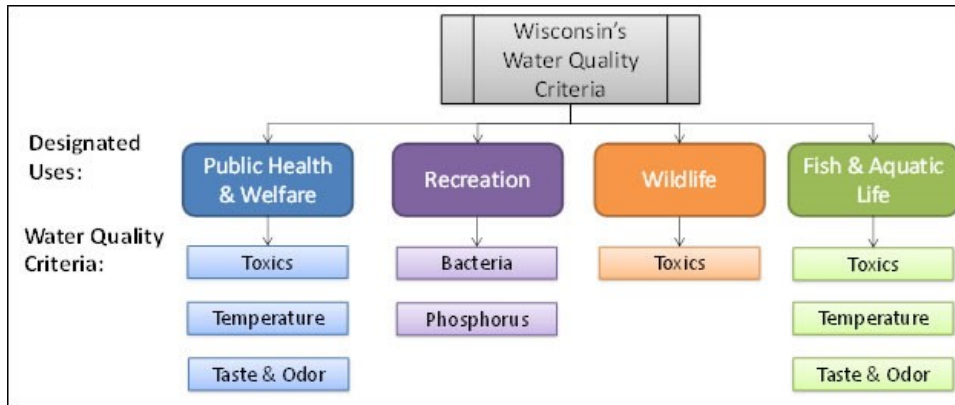 Wisconsin's
Water Quality
Criteria
Designated
Uses:
Public Health
& Welfare
Recreation
Wildlife
Fish & Aquatic
Life
Water Quality
Criteria:
Toxics
Bacteria
Toxics
Toxics
Temperature
Phosphorus
Temperature
Taste & Odor
Taste & Odor